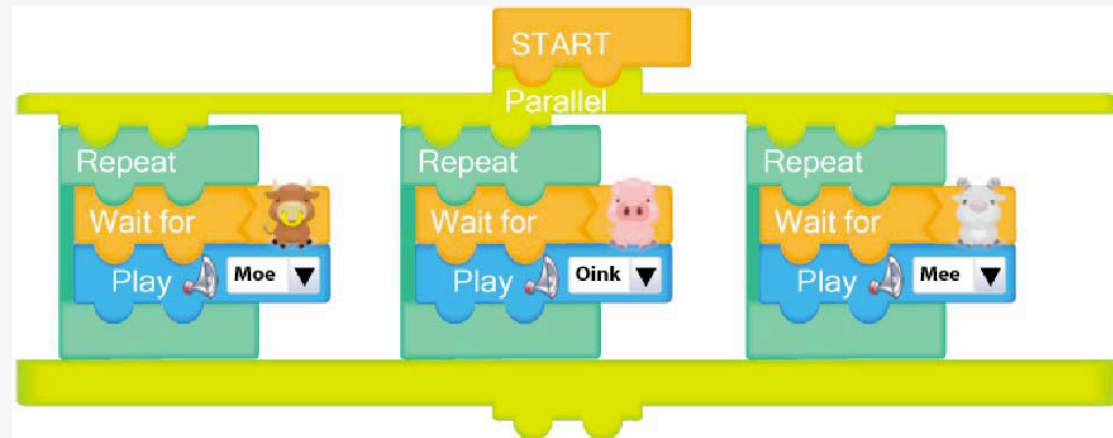 START
Parallel
Repeat
Wait for
Play Moe
Repeat
Wait for
Play Oink
Repeat
Wait for
Play Mee